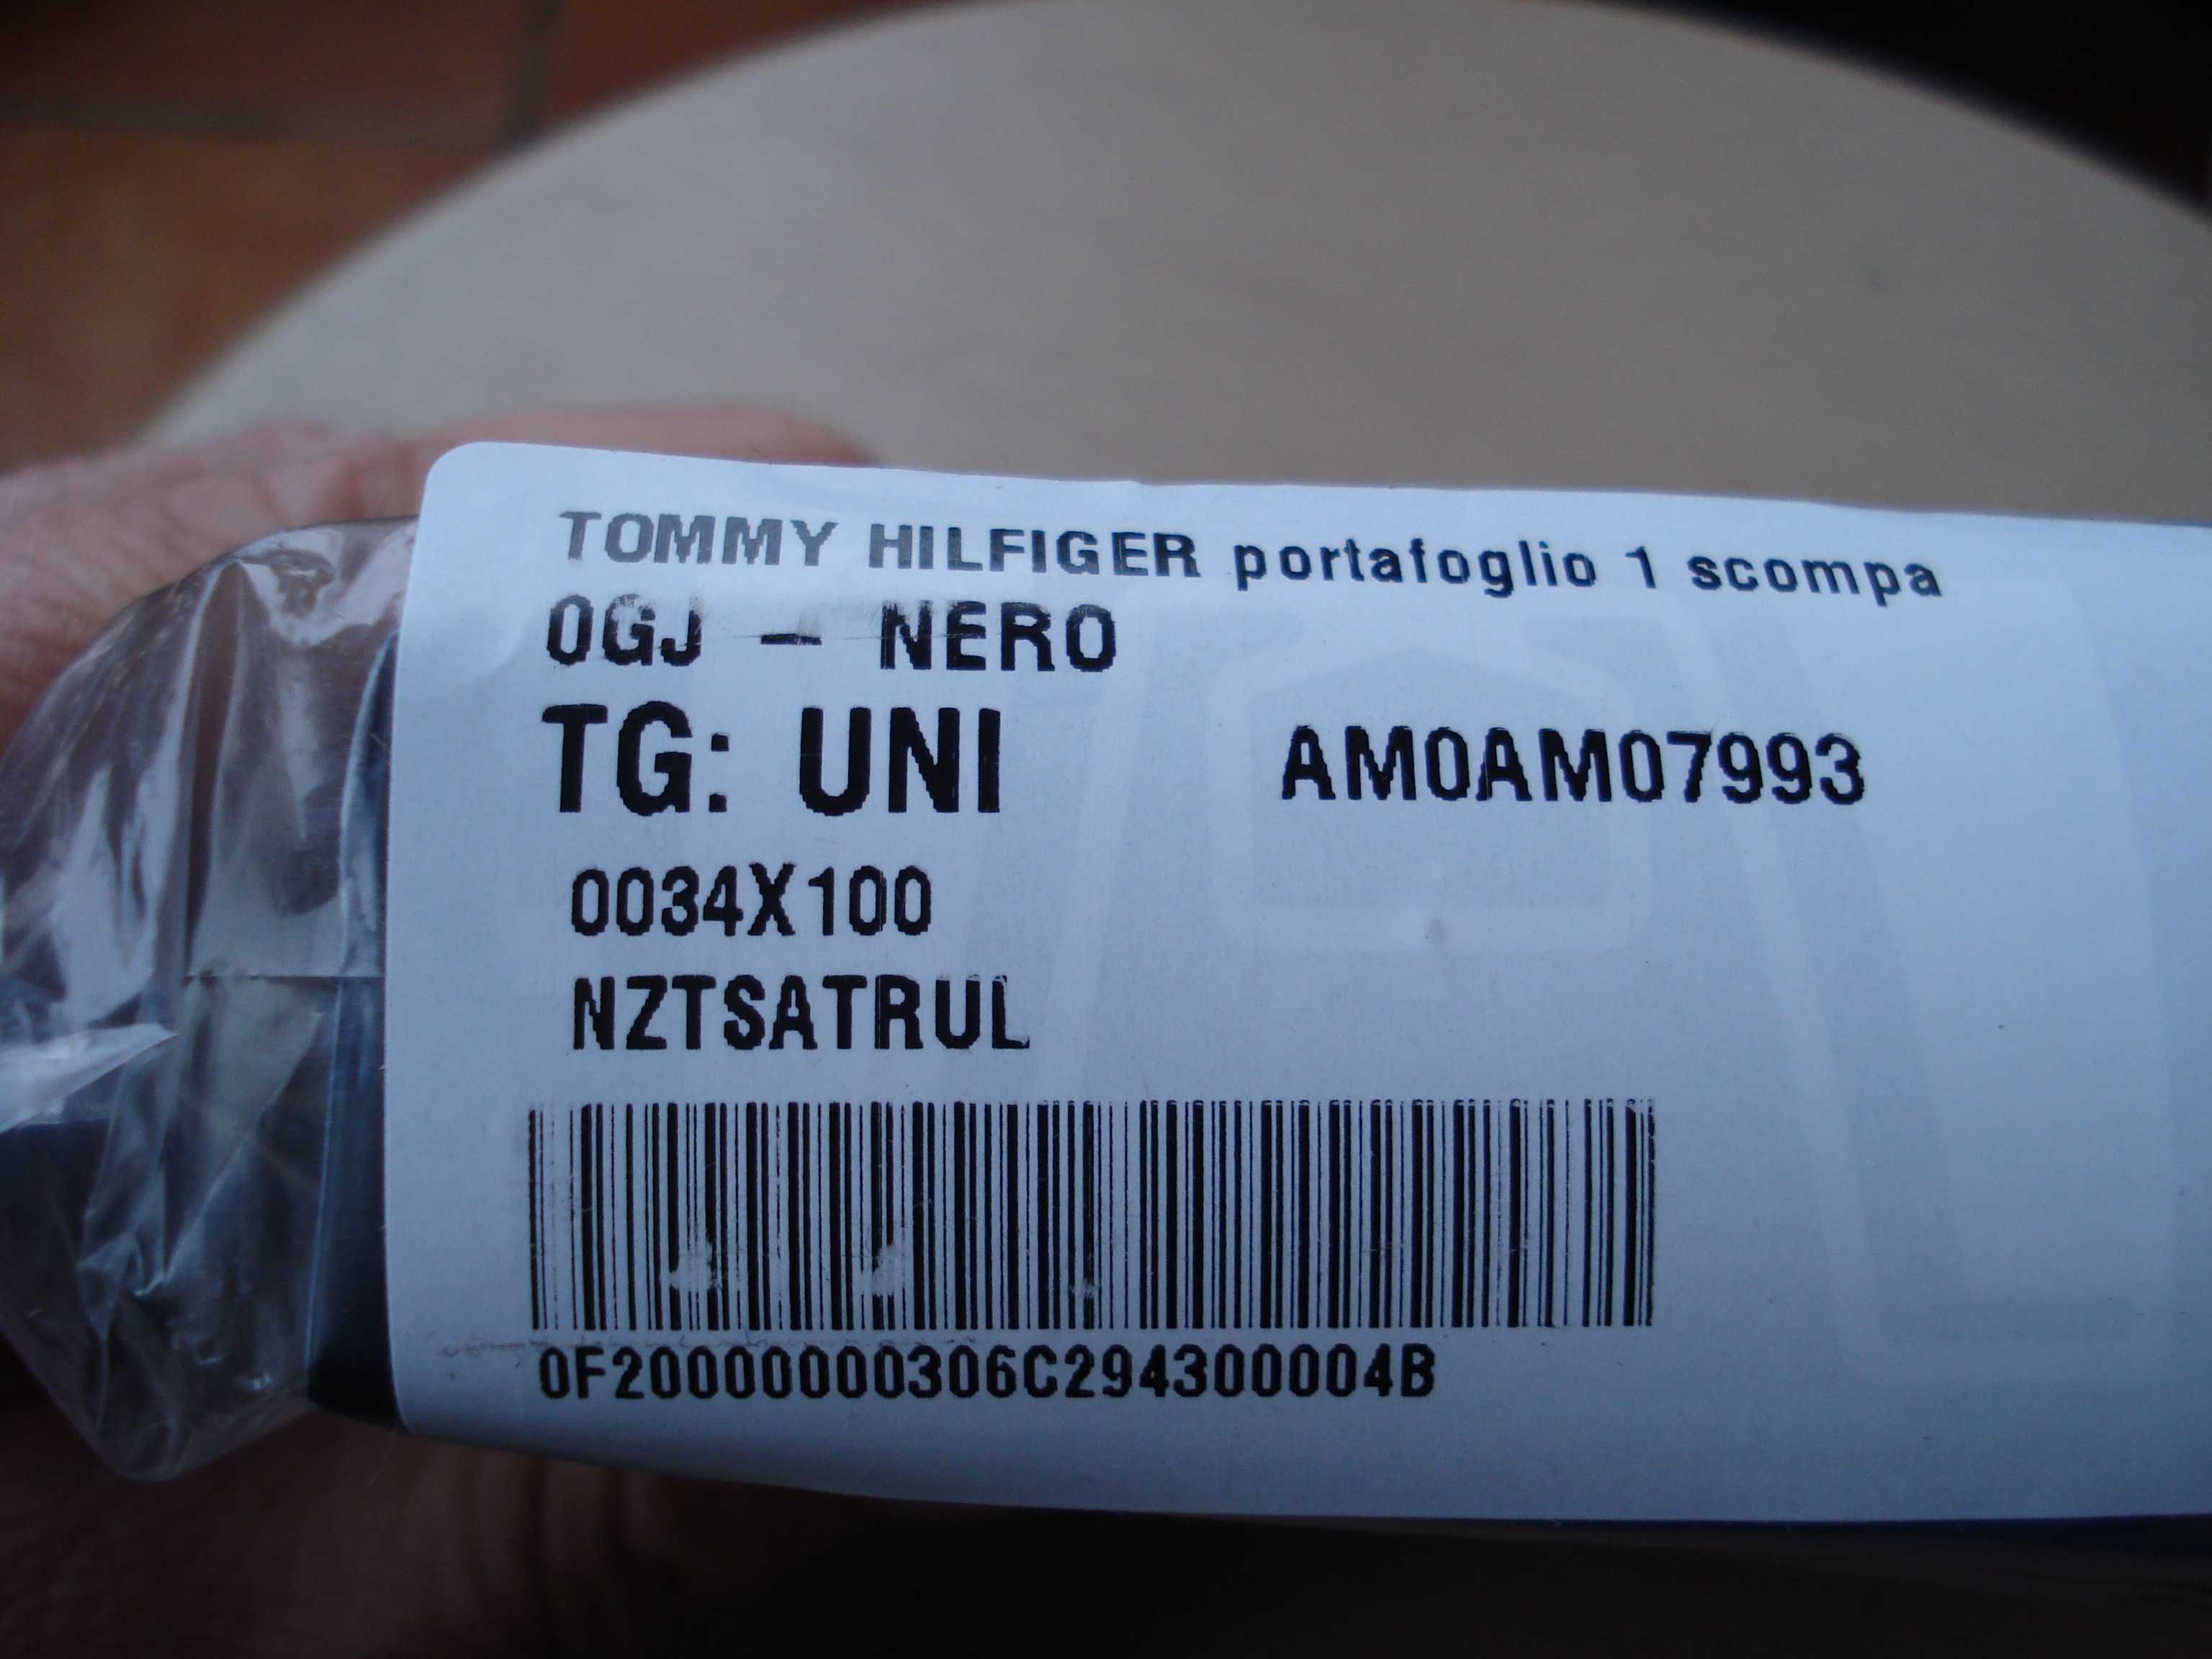 TOMMY HILFIGER portafoglio 1 scompa
0GJ - NERO
TG: UNI AM0AM07993
0034X100
NZTSATRUL
0F20000000306C294300004B